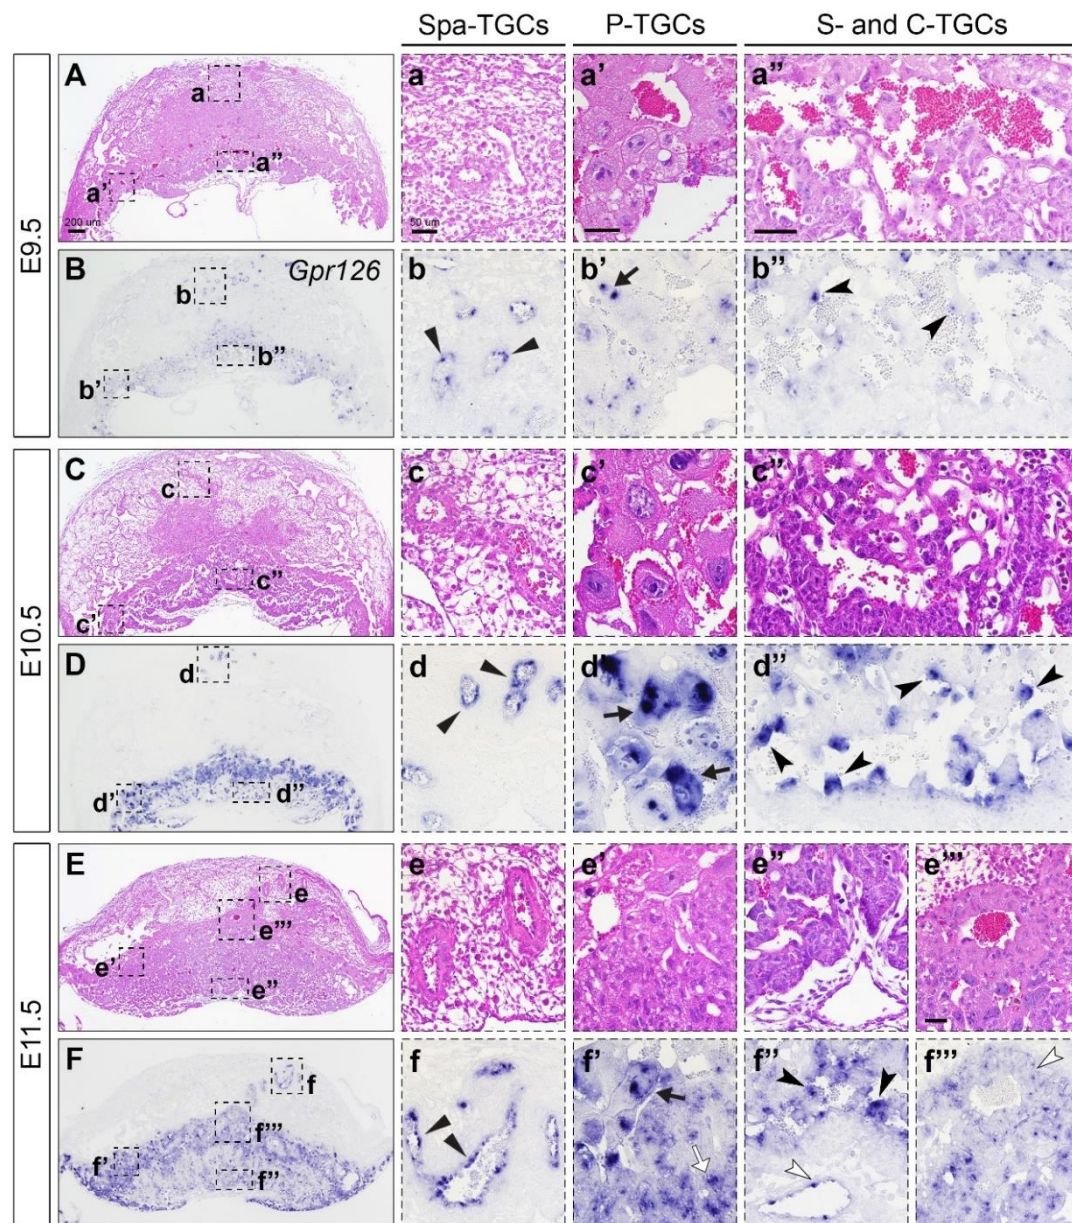 Spa-TGCs P-TGCs S- and C-TGCs
E9.5
A a a' a’’
a
a’’
a’
200 um 50 um
B Gpr126 b b’ b’’
b
b’’
b’
E10.5
C c c’ c’’
c
c’’
c’
D d d’ d’’
d
d’ d’’
E11.5
E e e’ e’’ e’’’
e
e’’’
e’
e’’
F f f’ f’’ f’’’
f
f’’’
f’
f’’